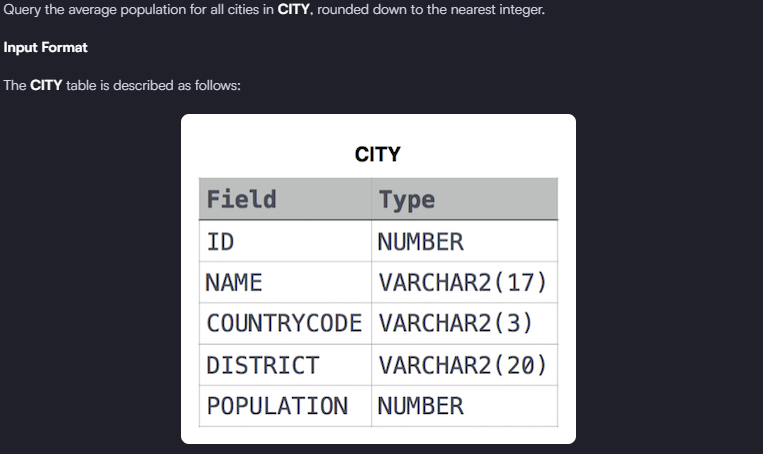 Query the average population for all cities in CITY, rounded down to the nearest integer.
Input Format
The CITY table is described as follows:
CITY
Field Type
ID NUMBER
NAME VARCHAR2(17)
COUNTRYCODE VARCHAR2(3)
DISTRICT VARCHAR2(20)
POPULATION NUMBER